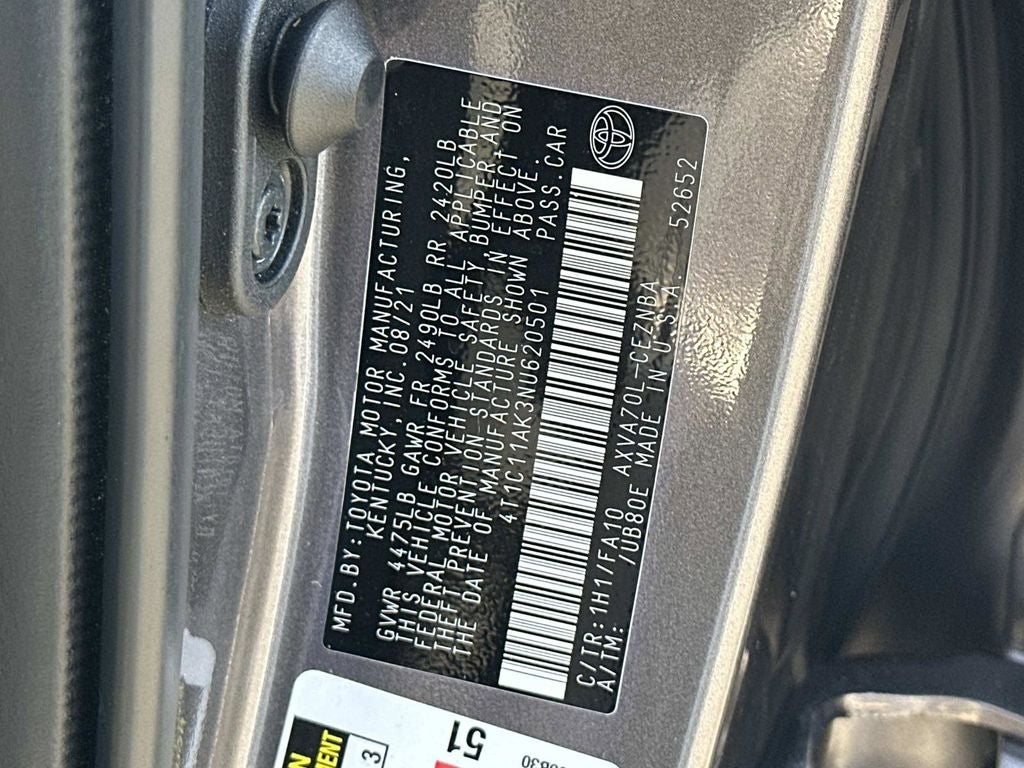 MFD.BY:TOYOTA MOTOR MANUFACTURING,
KENTUCKY, INC. 08/21
GVWR 4475LB GAWR FR 2490LB RR 2420LB
THIS VEHICLE CONFORMS TO ALL APPLICABLE
FEDERAL MOTOR VEHICLE SAFETY, BUMPER, AND
THEFT PREVENTION STANDARDS IN EFFECT ON
THE DATE OF MANUFACTURE SHOWN ABOVE.
4T1C11AK3NU620501 PASS.CAR
C/TR: 1H1/FA10 AXVA70L-CEZNBA
A/TM: /UB80E MADE IN U.S.A. 52652
51
3